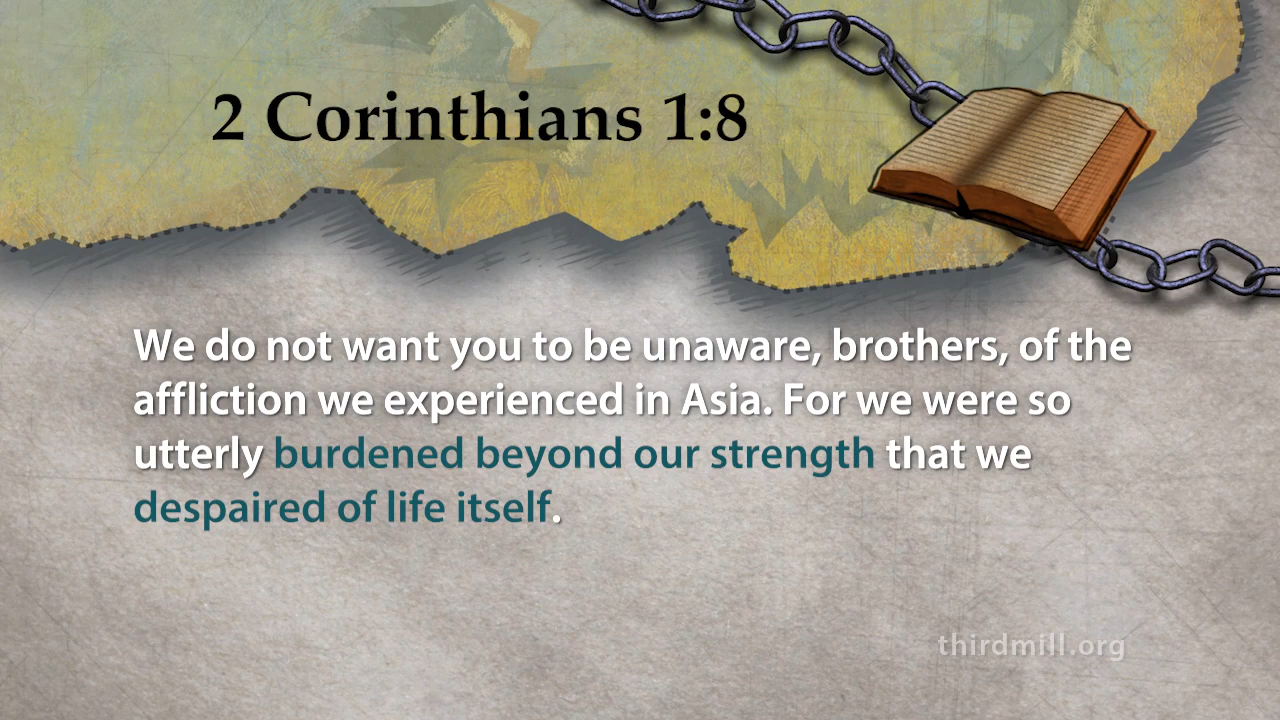 2 Corinthians 1:8
We do not want you to be unaware, brothers, of the
affliction we experienced in Asia. For we were so
utterly burdened beyond our strength that we
despaired of life itself.
thirdmill.org